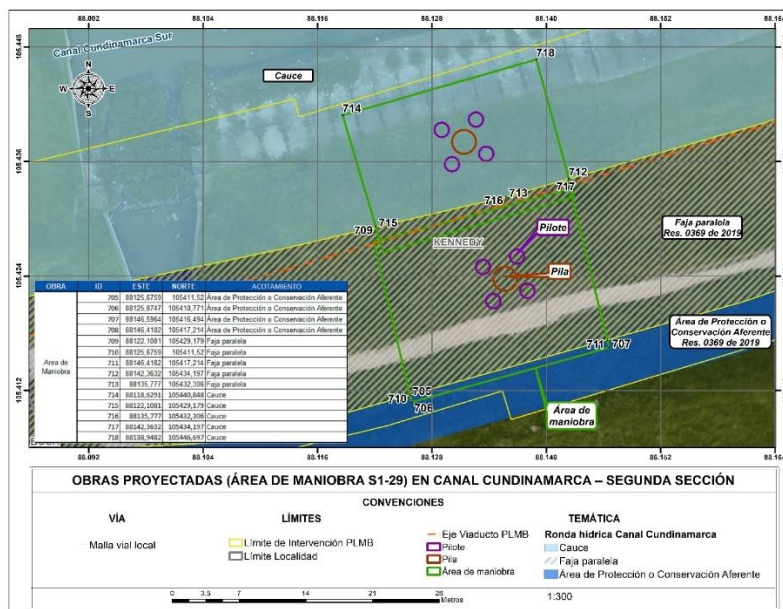 88.092 88.104 88.116 88.128 88.140 88.152 88.164
105.448
105.436
105.424
105.412
Canal Cundinamarca Sur
N
W E
S
Cauce
718
714
712
717
713
716
715
709
KENNEDY
Piloto
Pila
Faja paralela
Res. 0369 de 2019
Área de Protección o
Conservación Aferente
Res. 0369 de 2019
711 707
710 705
706
Área de
maniobra
OBRA ID ESTE NORTE ACOTAMIENTO
Area de
Maniobra
705 88125,6759 105411,52 Área de Protección o Conservación Aferente
706 88125,8747 105410,771 Área de Protección o Conservación Aferente
707 88146,5964 105416,494 Área de Protección o Conservación Aferente
708 88146,4182 105417,214 Área de Protección o Conservación Aferente
709 88122,1081 105429,179 Faja paralela
710 88125,6759 105411,52 Faja paralela
711 88146,4182 105417,214 Faja paralela
712 88142,3632 105434,197 Faja paralela
713 88135,777 105432,306 Faja paralela
714 88118,6291 105440,848 Cauce
715 88122,1081 105429,179 Cauce
716 88135,777 105432,306 Cauce
717 88142,3632 105434,197 Cauce
718 88138,9482 105446,697 Cauce
88.092 88.104 88.116 88.128 88.140 88.152 88.164
OBRAS PROYECTADAS (ÁREA DE MANIOBRA S1-29) EN CANAL CUNDINAMARCA – SEGUNDA SECCIÓN
CONVENCIONES
VÍA
Malla vial local
LÍMITES
Límite de Intervención PLMB
Límite Localidad
TEMÁTICA
Eje Viaducto PLMB
Pilote
Pila
Área de maniobra
Ronda hídrica Canal Cundinamarca
Cauce
Faja paralela
Área de Protección o Conservación Aferente
0 3,5 7 14 21 28
Metros
1:300